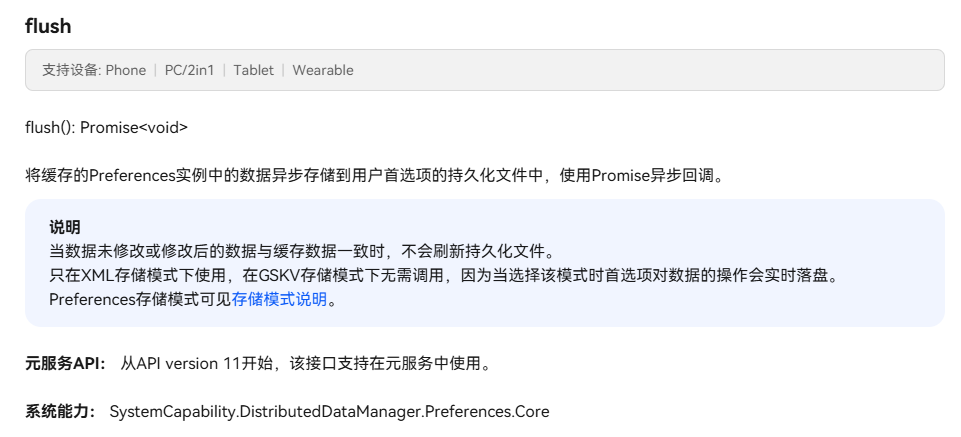 flush
支持设备: Phone | PC/2in1 | Tablet | Wearable
flush(): Promise<void>
将缓存的Preferences实例中的数据异步存储到用户首选项的持久化文件中，使用Promise异步回调。
说明
当数据未修改或修改后的数据与缓存数据一致时，不会刷新持久化文件。
只在XML存储模式下使用，在GSKV存储模式下无需调用，因为当选择该模式时首选项对数据的操作会实时落盘。
Preferences存储模式可见存储模式说明。
元服务API： 从API version 11开始，该接口支持在元服务中使用。
系统能力： SystemCapability.DistributedDataManager.Preferences.Core